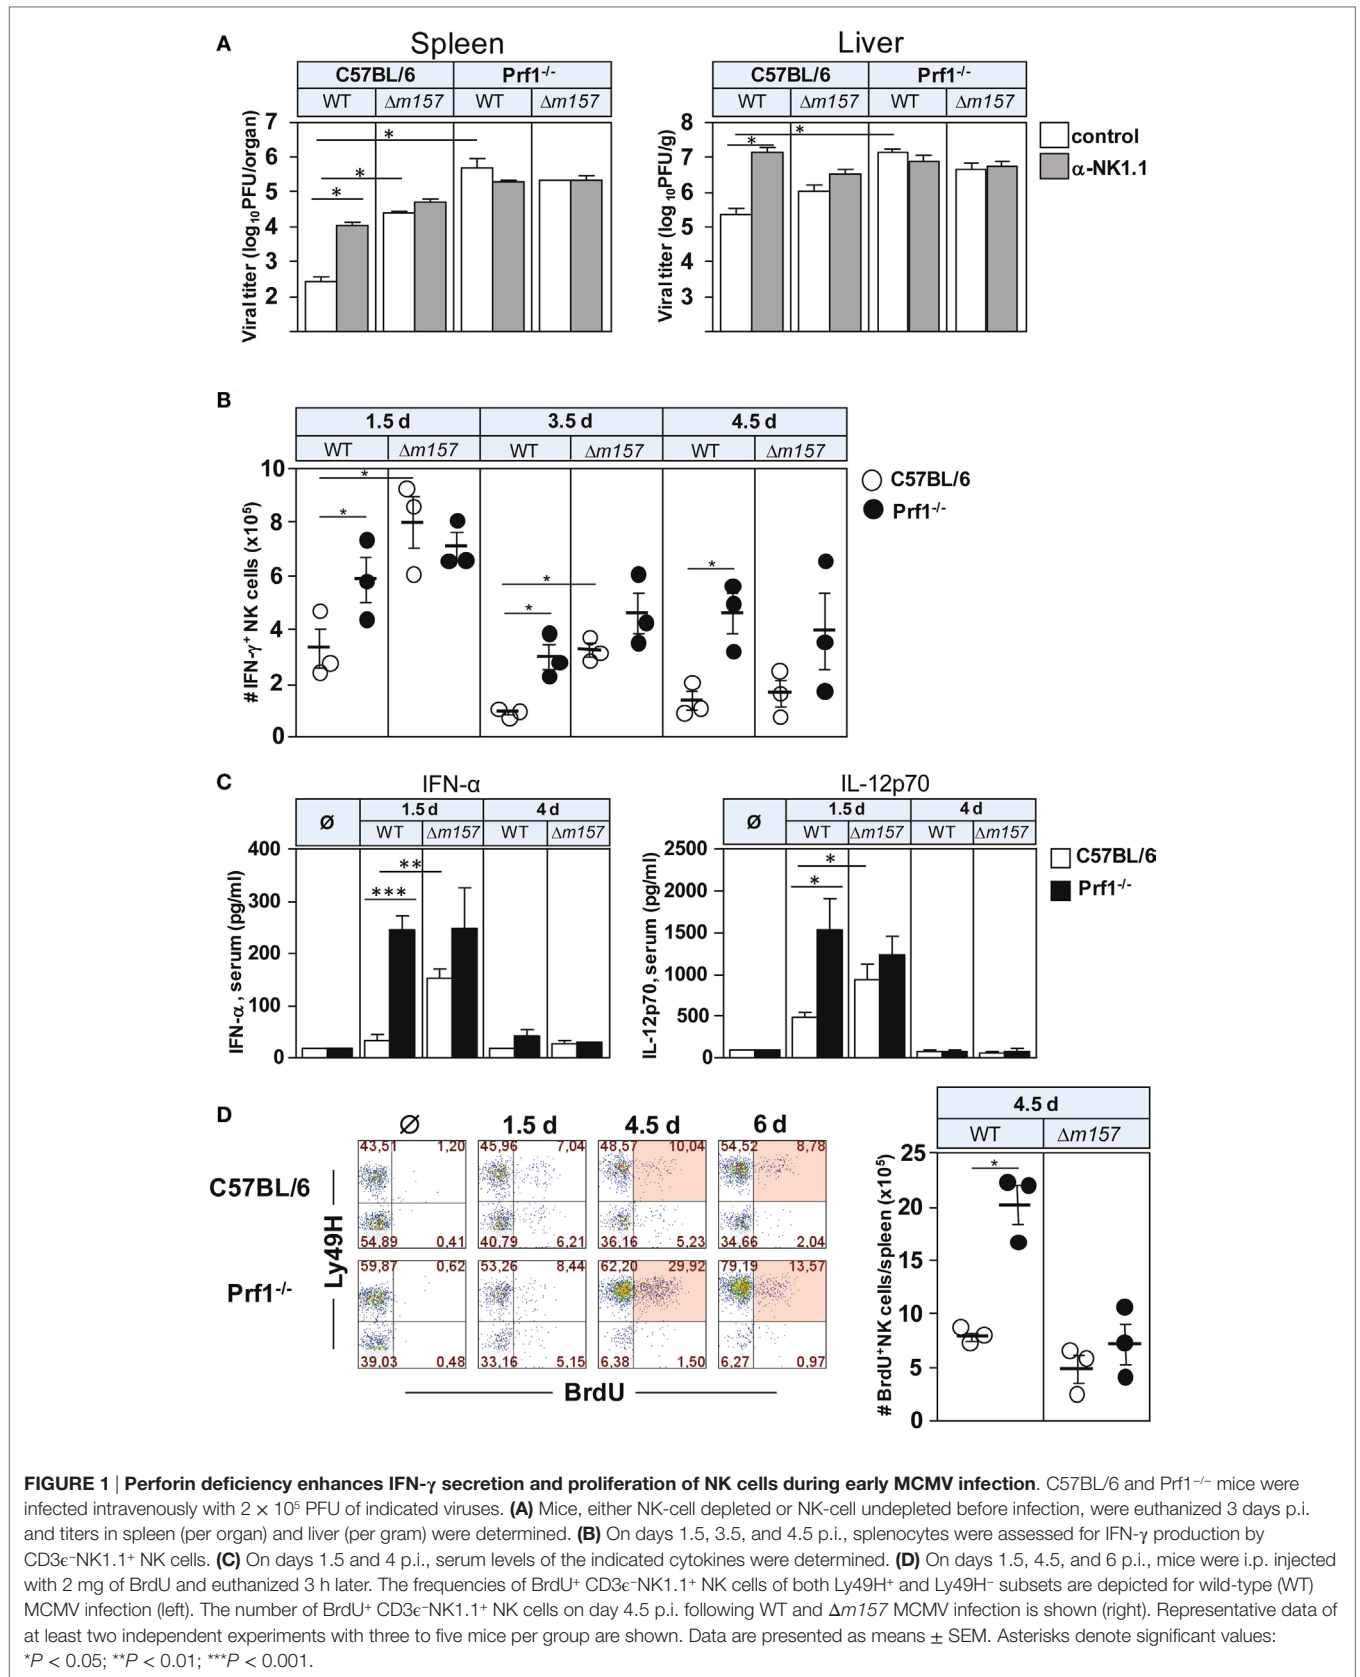 A
Spleen
Liver
C57BL/6 Prf1-/-
WT Δm157 WT Δm157
C57BL/6 Prf1-/-
WT Δm157 WT Δm157
Viral titer (log10PFU/organ)
7
6
5
4
3
2
* * * *
Viral titer (log10PFU/g)
8
7
6
5
4
3
* *
control
α-NK1.1
B
1.5 d 3.5 d 4.5 d
WT Δm157 WT Δm157 WT Δm157
# IFN-γ+ NK cells (x10⁵)
10
8
6
4
2
0
* * * * *
C57BL/6
Prf1-/-
C
IFN-α
IL-12p70
Ø 1.5 d 4 d
WT Δm157 WT Δm157
Ø 1.5 d 4 d
WT Δm157 WT Δm157
IFN-α, serum (pg/ml)
400
300
200
100
0
** ***
IL-12p70, serum (pg/ml)
2500
2000
1500
1000
500
0
* *
C57BL/6
Prf1-/-
D
Ø 1.5 d 4.5 d 6 d
C57BL/6
43,51 1,20 45,96 7,04 48,57 10,04 54,52 8,78
54,89 0,41 40,79 6,21 36,16 5,23 34,66 2,04
Prf1-/-
59,87 0,62 53,26 8,44 62,20 29,92 79,19 13,57
39,03 0,48 33,16 5,15 6,38 1,50 6,27 0,97
Ly49H
BrdU
4.5 d
WT Δm157
# BrdU+NK cells/spleen (x10⁵)
25
20
15
10
5
0
*
FIGURE 1 | Perforin deficiency enhances IFN-γ secretion and proliferation of NK cells during early MCMV infection. C57BL/6 and Prf1−/− mice were
infected intravenously with 2 × 10⁵ PFU of indicated viruses. (A) Mice, either NK-cell depleted or NK-cell undepleted before infection, were euthanized 3 days p.i.
and titers in spleen (per organ) and liver (per gram) were determined. (B) On days 1.5, 3.5, and 4.5 p.i., splenocytes were assessed for IFN-γ production by
CD3ϵ−NK1.1+ NK cells. (C) On days 1.5 and 4 p.i., serum levels of the indicated cytokines were determined. (D) On days 1.5, 4.5, and 6 p.i., mice were i.p. injected
with 2 mg of BrdU and euthanized 3 h later. The frequencies of BrdU+ CD3ϵ−NK1.1+ NK cells of both Ly49H+ and Ly49H− subsets are depicted for wild-type (WT)
MCMV infection (left). The number of BrdU+ CD3ϵ−NK1.1+ NK cells on day 4.5 p.i. following WT and Δm157 MCMV infection is shown (right). Representative data of
at least two independent experiments with three to five mice per group are shown. Data are presented as means ± SEM. Asterisks denote significant values:
*P < 0.05; **P < 0.01; ***P < 0.001.